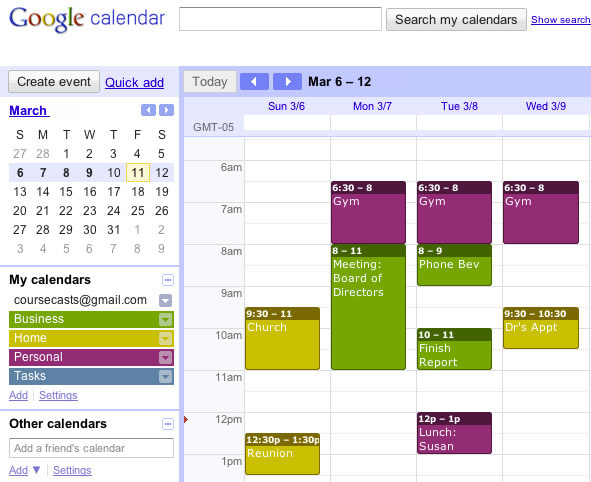 Google calendar
Search my calendars
Show search
Create event
Quick add
March
S M T W T F S
27 28 1 2 3 4 5
6 7 8 9 10 11 12
13 14 15 16 17 18 19
20 21 22 23 24 25 26
27 28 29 30 31 1 2
3 4 5 6 7 8 9
My calendars
coursecasts@gmail.com
Business
Home
Personal
Tasks
Add Settings
Other calendars
Add a friend's calendar
Add ▼ Settings
Today
Mar 6 – 12
Sun 3/6 Mon 3/7 Tue 3/8 Wed 3/9
GMT-05
6am
7am
8am
9am
10am
11am
12pm
1pm
9:30 – 11
Church
12:30p – 1:30p
Reunion
6:30 – 8
Gym
8 – 11
Meeting:
Board of
Directors
6:30 – 8
Gym
8 – 9
Phone Bev
10 – 11
Finish
Report
12p – 1p
Lunch:
Susan
6:30 – 8
Gym
9:30 – 10:30
Dr's Appt